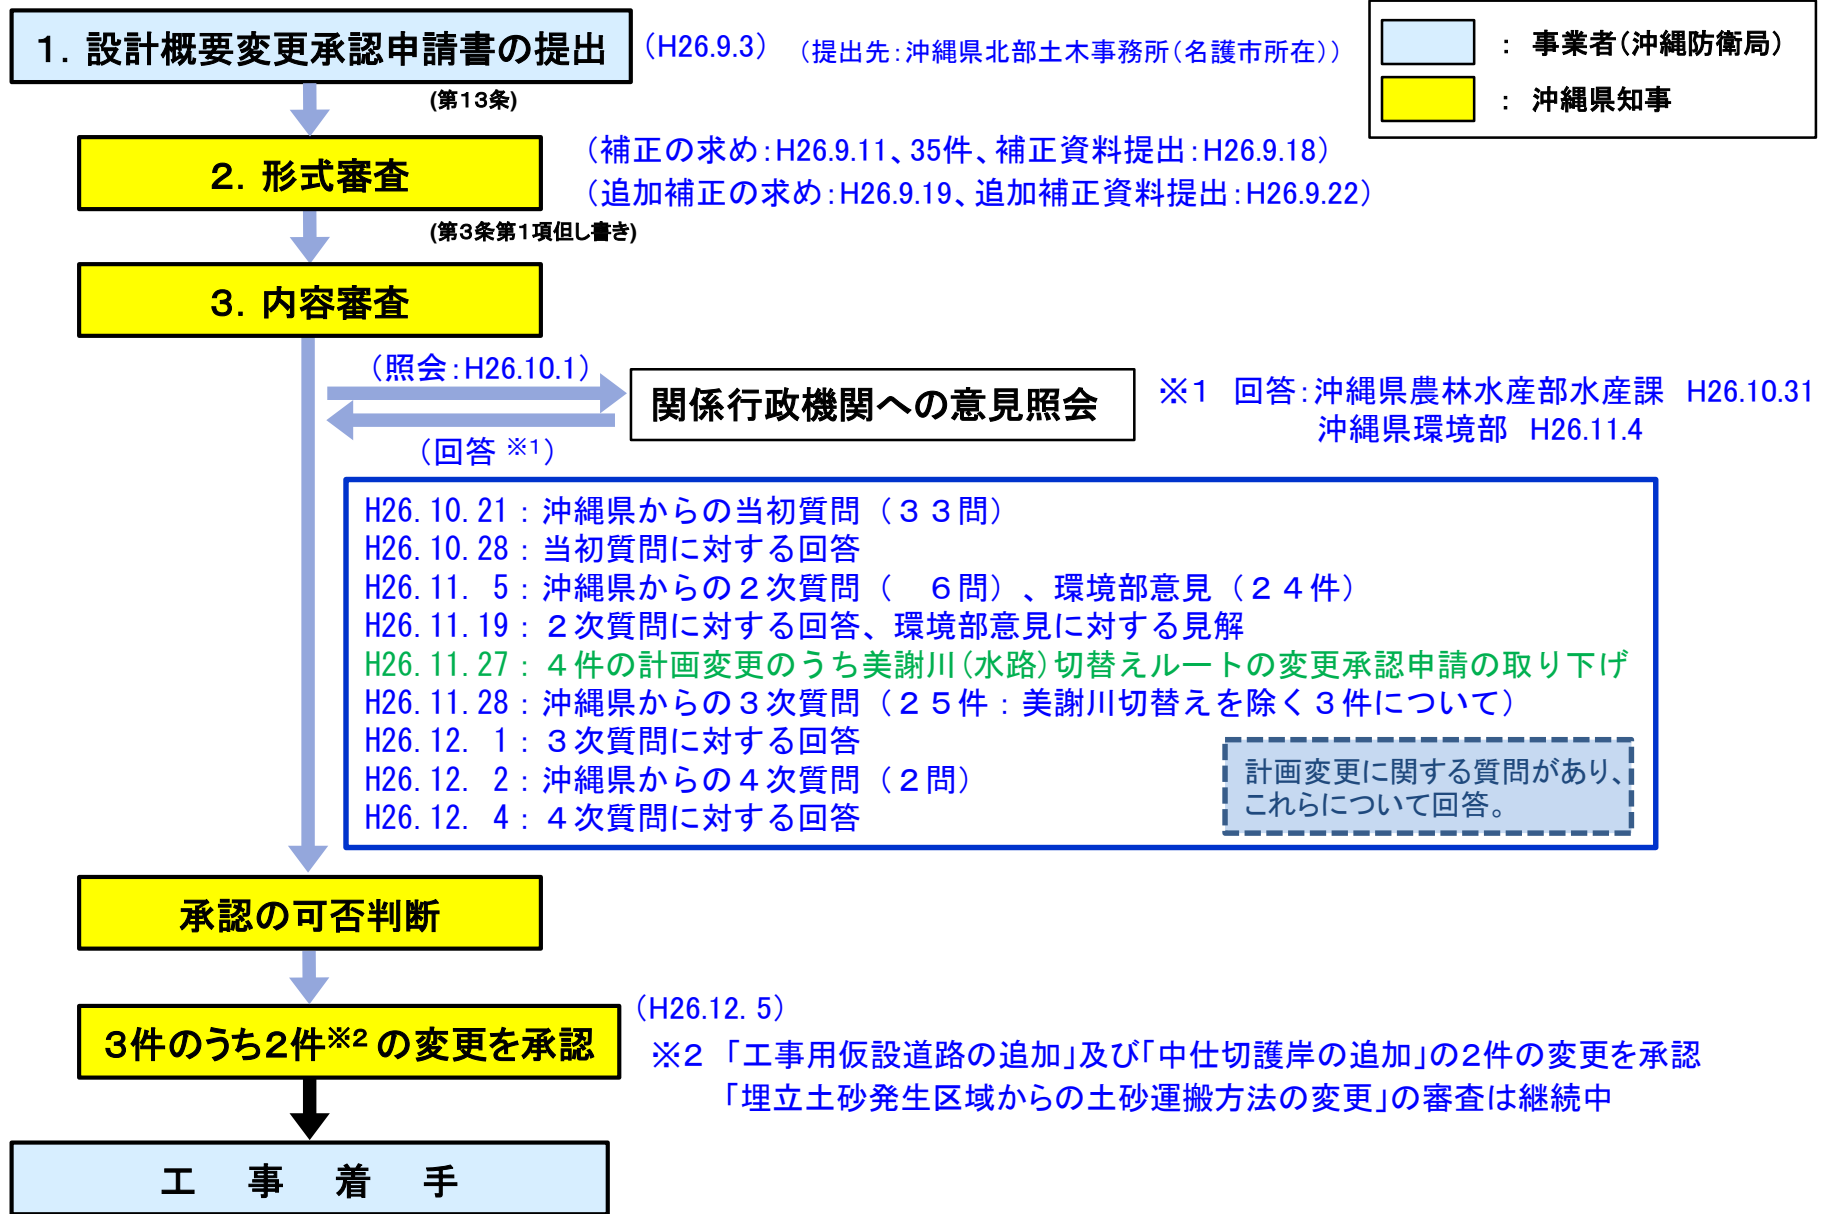 1. 設計概要変更承認申請書の提出
(H26.9.3)
(提出先:沖縄県北部土木事務所(名護市所在))
: 事業者(沖縄防衛局)
: 沖縄県知事
(第13条)
2. 形式審査
(補正の求め:H26.9.11、35件、補正資料提出:H26.9.18)
(追加補正の求め:H26.9.19、追加補正資料提出:H26.9.22)
(第3条第1項但し書き)
3. 内容審査
(照会:H26.10.1)
関係行政機関への意見照会
(回答 ※1)
※1 回答:沖縄県農林水産部水産課 H26.10.31
沖縄県環境部 H26.11.4
H26.10.21:沖縄県からの当初質問(33問)
H26.10.28:当初質問に対する回答
H26.11. 5:沖縄県からの2次質問( 6問)、環境部意見(24件)
H26.11.19:2次質問に対する回答、環境部意見に対する見解
H26.11.27:4件の計画変更のうち美謝川(水路)切替えルートの変更承認申請の取り下げ
H26.11.28:沖縄県からの3次質問(25件:美謝川切替えを除く3件について)
H26.12. 1:3次質問に対する回答
H26.12. 2:沖縄県からの4次質問(2問)
H26.12. 4:4次質問に対する回答
計画変更に関する質問があり、
これらについて回答。
承認の可否判断
3件のうち2件※2 の変更を承認
(H26.12. 5)
※2 「工事用仮設道路の追加」及び「中仕切護岸の追加」の2件の変更を承認
「埋立土砂発生区域からの土砂運搬方法の変更」の審査は継続中
工 事 着 手